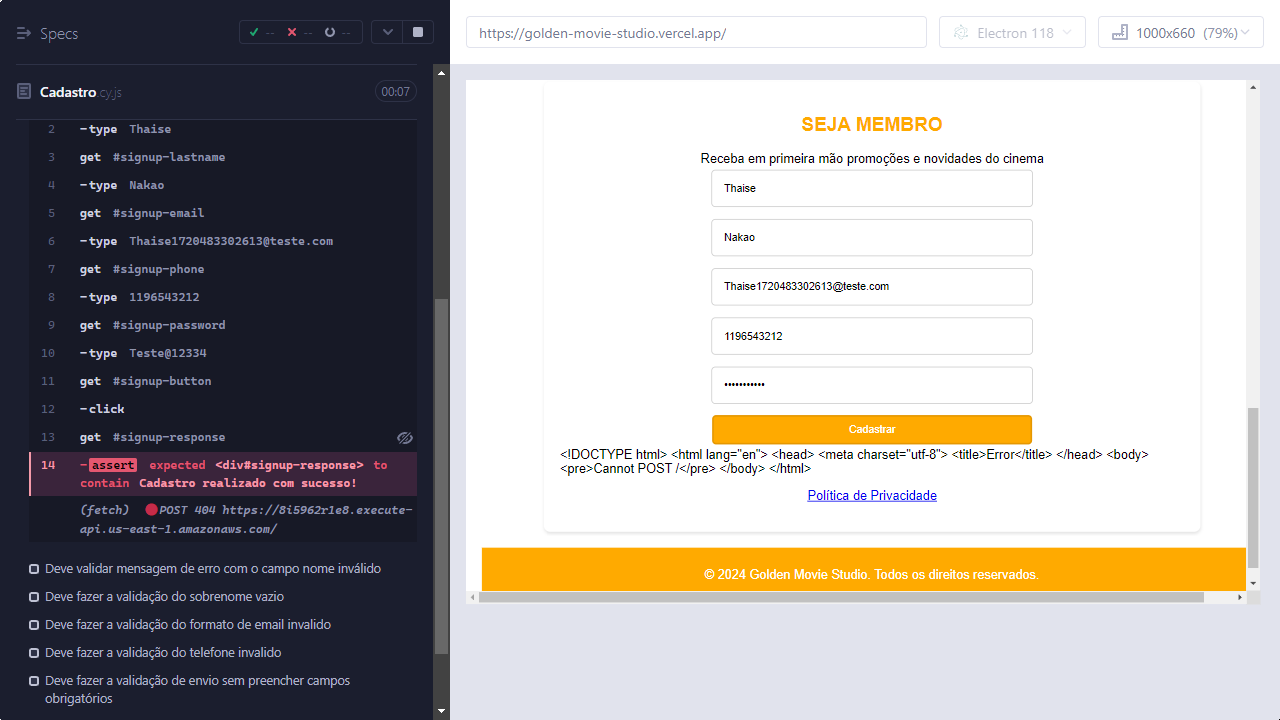 Specs
--
--
--
Cadastro.cy.js
00:07
2 -type Thaise
3 get #signup-lastname
4 -type Nakao
5 get #signup-email
6 -type Thaise1720483302613@teste.com
7 get #signup-phone
8 -type 1196543212
9 get #signup-password
10 -type Teste@12334
11 get #signup-button
12 -click
13 get #signup-response
14 -assert expected <div#signup-response> to
contain Cadastro realizado com sucesso!
(fetch) POST 404 https://8i5962r1e8.execute-
api.us-east-1.amazonaws.com/
Deve validar mensagem de erro com o campo nome inválido
Deve fazer a validação do sobrenome vazio
Deve fazer a validação do formato de email invalido
Deve fazer a validação do telefone invalido
Deve fazer a validação de envio sem preencher campos
obrigatórios
https://golden-movie-studio.vercel.app/
Electron 118
1000x660 (79%)
SEJA MEMBRO
Receba em primeira mão promoções e novidades do cinema
Thaise
Nakao
Thaise1720483302613@teste.com
1196543212
•••••••••••
Cadastrar
<!DOCTYPE html> <html lang="en"> <head> <meta charset="utf-8"> <title>Error</title> </head> <body>
<pre>Cannot POST /</pre> </body> </html>
Política de Privacidade
© 2024 Golden Movie Studio. Todos os direitos reservados.